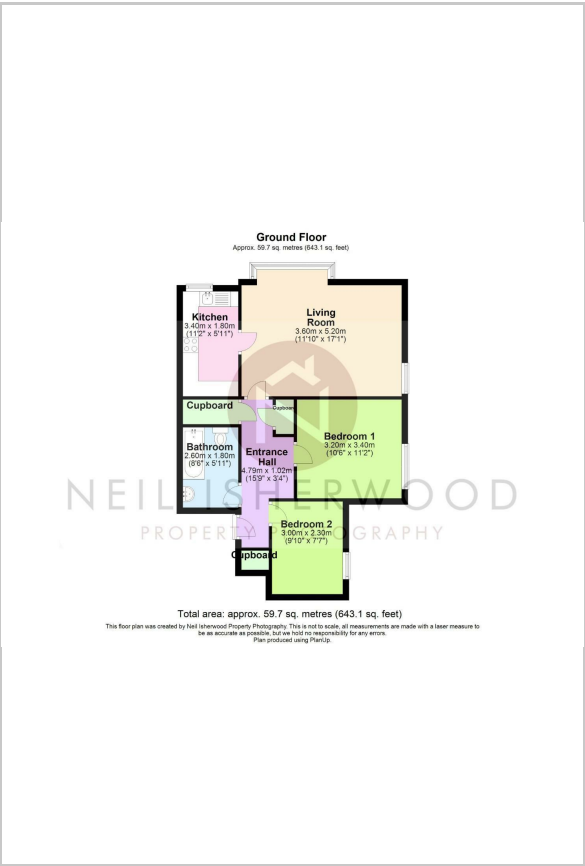 Ground Floor
Approx. 59.7 sq. metres (643.1 sq. feet)
Kitchen
3.40m x 1.80m
(11'2" x 5'11")
Living
Room
3.60m x 5.20m
(11'10" x 17'1")
Cupboard
Cupboard
Bathroom
2.60m x 1.80m
(8'6" x 5'11")
Entrance
Hall
4.79m x 1.02m
(15'9" x 3'4")
Bedroom 1
3.20m x 3.40m
(10'6" x 11'2")
NEIL ISHERWOOD
PROPERTY PHOTOGRAPHY
Bedroom 2
3.00m x 2.30m
(9'10" x 7'7")
Cupboard
Total area: approx. 59.7 sq. metres (643.1 sq. feet)
This floor plan was created by Neil Isherwood Property Photography. This is not to scale, all measurements are made with a laser measure to
be as accurate as possible, but we hold no responsibility for any errors.
Plan produced using PlanUp.